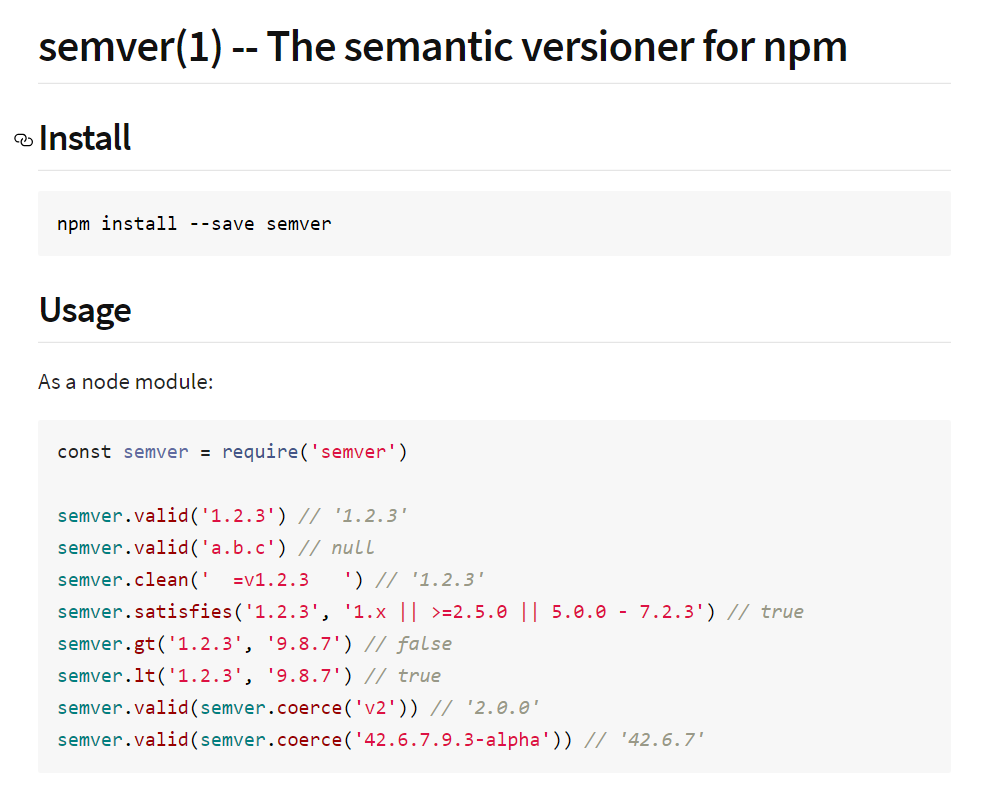 semver(1) -- The semantic versioner for npm
Install
npm install --save semver
Usage
As a node module:
const semver = require('semver')
semver.valid('1.2.3') // '1.2.3'
semver.valid('a.b.c') // null
semver.clean('  =v1.2.3   ') // '1.2.3'
semver.satisfies('1.2.3', '1.x || >=2.5.0 || 5.0.0 - 7.2.3') // true
semver.gt('1.2.3', '9.8.7') // false
semver.lt('1.2.3', '9.8.7') // true
semver.valid(semver.coerce('v2')) // '2.0.0'
semver.valid(semver.coerce('42.6.7.9.3-alpha')) // '42.6.7'